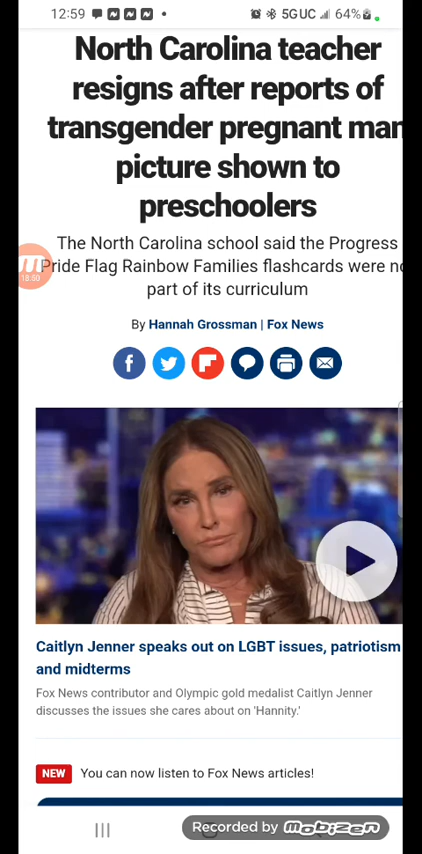 12:59
5G UC 64%
North Carolina teacher
resigns after reports of
transgender pregnant man
picture shown to
preschoolers
The North Carolina school said the Progress
Pride Flag Rainbow Families flashcards were no
part of its curriculum
By Hannah Grossman | Fox News
18:00
Caitlyn Jenner speaks out on LGBT issues, patriotism
and midterms
Fox News contributor and Olympic gold medalist Caitlyn Jenner
discusses the issues she cares about on 'Hannity.'
NEW You can now listen to Fox News articles!
Recorded by mobizen